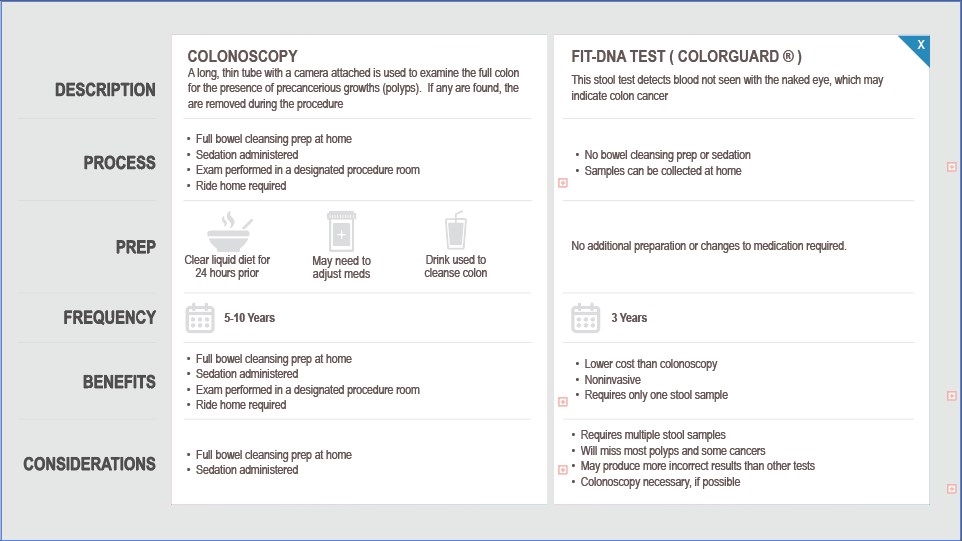 COLONOSCOPY
A long, thin tube with a camera attached is used to examine the full colon
for the presence of precancerious growths (polyps). If any are found, the
are removed during the procedure
FIT-DNA TEST ( COLORGUARD ® )
X
This stool test detects blood not seen with the naked eye, which may
indicate colon cancer
DESCRIPTION
PROCESS
• Full bowel cleansing prep at home
• Sedation administered
• Exam performed in a designated procedure room
• Ride home required
• No bowel cleansing prep or sedation
• Samples can be collected at home
PREP
Clear liquid diet for
24 hours prior
May need to
adjust meds
Drink used to
cleanse colon
No additional preparation or changes to medication required.
FREQUENCY
5-10 Years
3 Years
BENEFITS
• Full bowel cleansing prep at home
• Sedation administered
• Exam performed in a designated procedure room
• Ride home required
• Lower cost than colonoscopy
• Noninvasive
• Requires only one stool sample
CONSIDERATIONS
• Full bowel cleansing prep at home
• Sedation administered
• Requires multiple stool samples
• Will miss most polyps and some cancers
• May produce more incorrect results than other tests
• Colonoscopy necessary, if possible